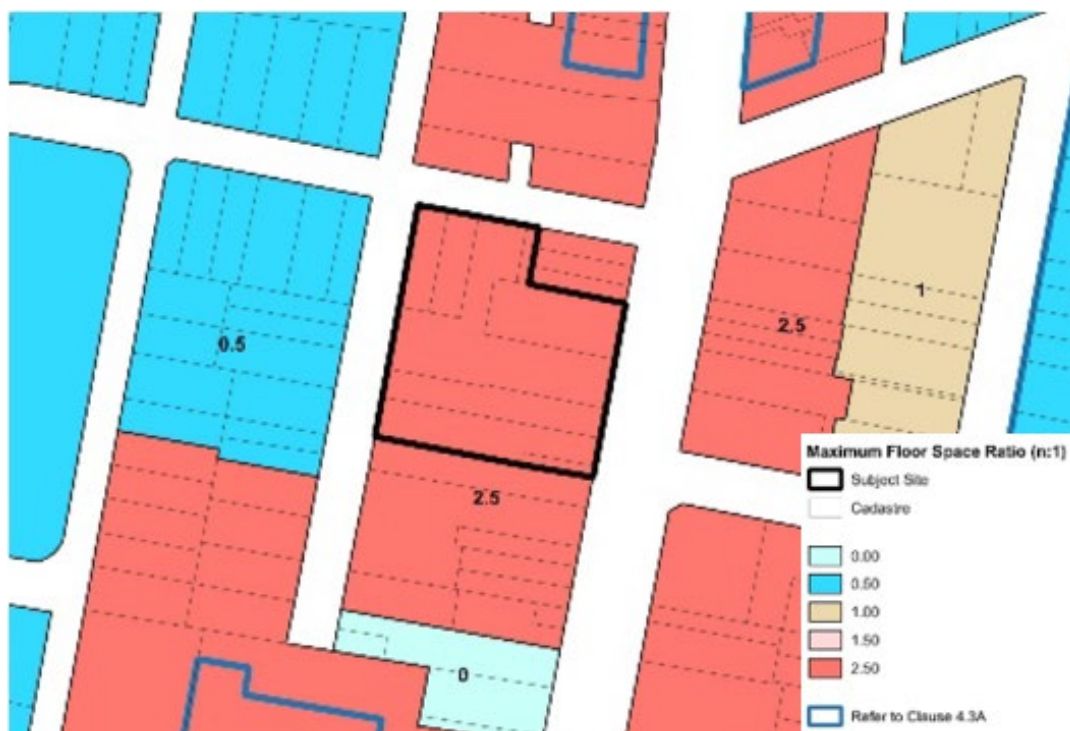 1
2.5
0.5
2.5
0
Maximum Floor Space Ratio (n:1)
Subject Site
Cadastre
0.00
0.50
1.00
1.50
2.50
Refer to Clause 4.3A